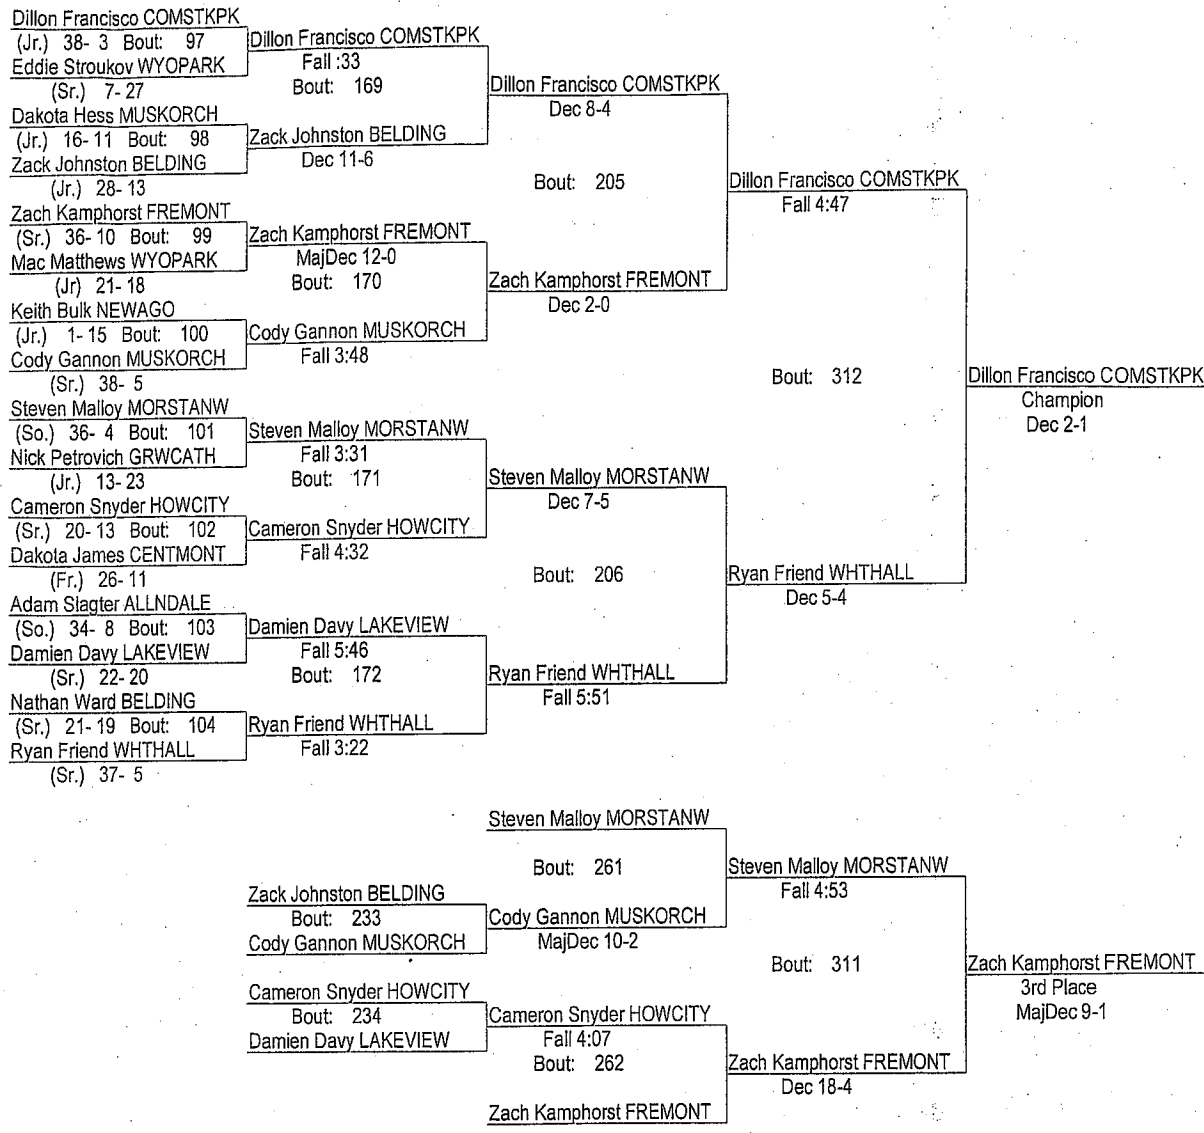 Dillon Francisco COMSTKPK
(Jr.) 38- 3 Bout: 97
Eddie Stroukov WYOPARK
(Sr.) 7- 27
Dakota Hess MUSKORCH
(Jr.) 16- 11 Bout: 98
Zack Johnston BELDING
(Jr.) 28- 13
Zach Kamphorst FREMONT
(Sr.) 36- 10 Bout: 99
Mac Matthews WYOPARK
(Jr) 21- 18
Keith Bulk NEWAGO
(Jr.) 1- 15 Bout: 100
Cody Gannon MUSKORCH
(Sr.) 38- 5
Steven Malloy MORSTANW
(So.) 36- 4 Bout: 101
Nick Petrovich GRWCATH
(Jr.) 13- 23
Cameron Snyder HOWCITY
(Sr.) 20- 13 Bout: 102
Dakota James CENTMONT
(Fr.) 26- 11
Adam Slagter ALLNDALE
(So.) 34- 8 Bout: 103
Damien Davy LAKEVIEW
(Sr.) 22- 20
Nathan Ward BELDING
(Sr.) 21- 19 Bout: 104
Ryan Friend WHTHALL
(Sr.) 37- 5
Dillon Francisco COMSTKPK
Fall :33
Bout: 169
Zack Johnston BELDING
Dec 11-6
Zach Kamphorst FREMONT
MajDec 12-0
Bout: 170
Cody Gannon MUSKORCH
Fall 3:48
Steven Malloy MORSTANW
Fall 3:31
Bout: 171
Cameron Snyder HOWCITY
Fall 4:32
Damien Davy LAKEVIEW
Fall 5:46
Bout: 172
Ryan Friend WHTHALL
Fall 3:22
Dillon Francisco COMSTKPK
Dec 8-4
Bout: 205
Zach Kamphorst FREMONT
Dec 2-0
Steven Malloy MORSTANW
Dec 7-5
Bout: 206
Ryan Friend WHTHALL
Fall 5:51
Dillon Francisco COMSTKPK
Fall 4:47
Bout: 312
Ryan Friend WHTHALL
Dec 5-4
Dillon Francisco COMSTKPK
Champion
Dec 2-1
Zack Johnston BELDING
Bout: 233
Cody Gannon MUSKORCH
Cameron Snyder HOWCITY
Bout: 234
Damien Davy LAKEVIEW
Steven Malloy MORSTANW
Bout: 261
Cody Gannon MUSKORCH
MajDec 10-2
Cameron Snyder HOWCITY
Fall 4:07
Bout: 262
Zach Kamphorst FREMONT
Steven Malloy MORSTANW
Fall 4:53
Bout: 311
Zach Kamphorst FREMONT
Dec 18-4
Zach Kamphorst FREMONT
3rd Place
MajDec 9-1